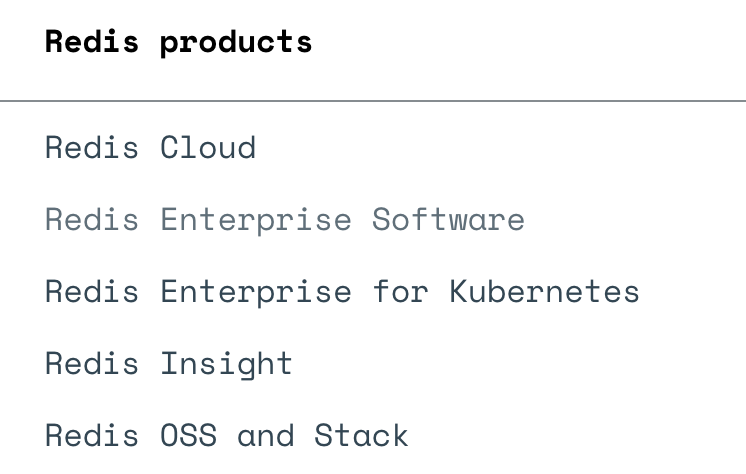 Redis products
Redis Cloud
Redis Enterprise Software
Redis Enterprise for Kubernetes
Redis Insight
Redis OSS and Stack